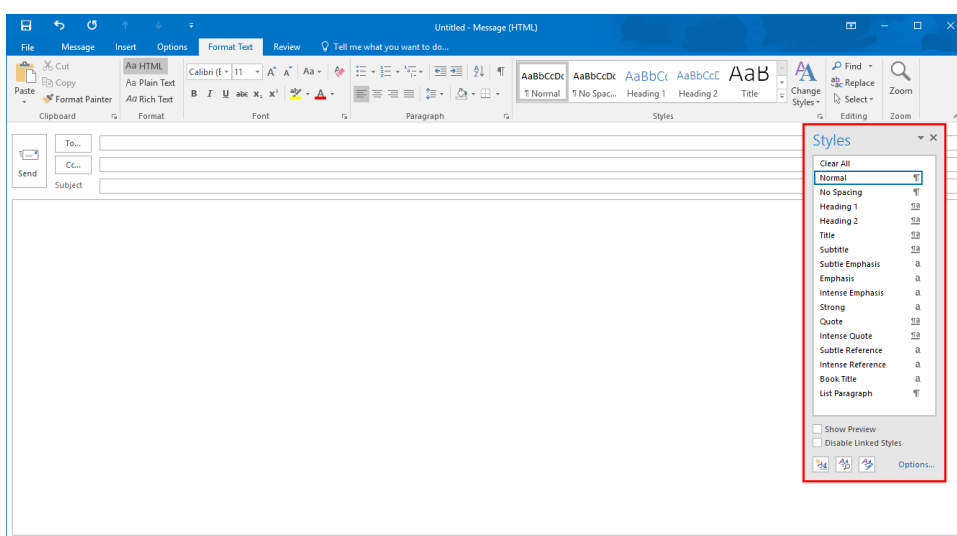 Untitled - Message (HTML)
File Message Insert Options Format Text Review Tell me what you want to do...
Paste
Cut
Copy
Format Painter
Clipboard
Aa HTML
Aa Plain Text
Aa Rich Text
Format
Calibri (E 11 A A Aa
B I U abc X₂ X² A
Font
Paragraph
AaBbCcDc AaBbCcDc AaBbCc AaBbCcE AaB
¶ Normal ¶ No Spac... Heading 1 Heading 2 Title
Change
Styles
Styles
Find
Replace
Select
Editing
Zoom
Zoom
Send
To...
Cc...
Subject
Styles
Clear All
Normal ¶
No Spacing ¶
Heading 1 ¶a
Heading 2 ¶a
Title ¶a
Subtitle ¶a
Subtle Emphasis a
Emphasis a
Intense Emphasis a
Strong a
Quote ¶a
Intense Quote ¶a
Subtle Reference a
Intense Reference a
Book Title a
List Paragraph ¶
Show Preview
Disable Linked Styles
Options...